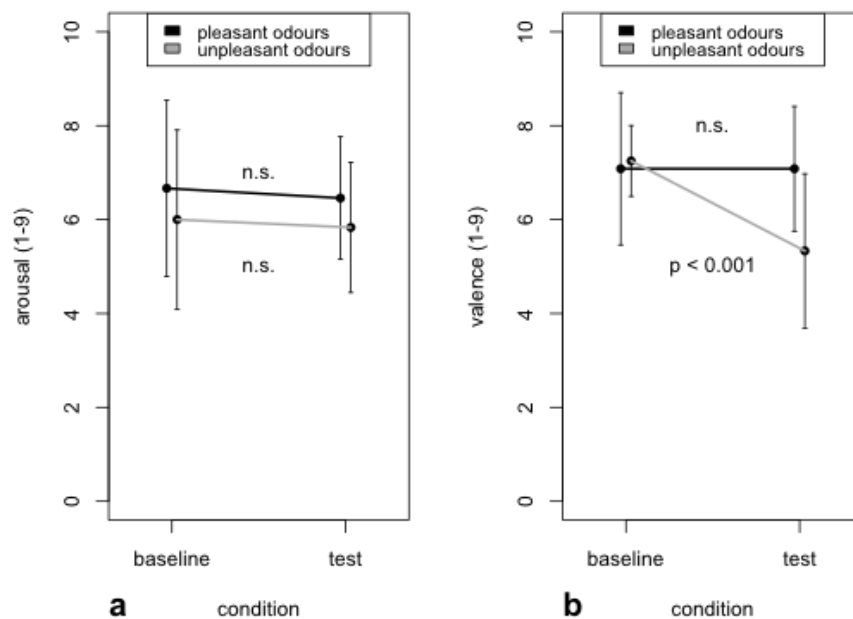 pleasant odours
unpleasant odours
n.s.
n.s.
arousal (1-9)
10
8
6
4
2
0
baseline test
a condition
pleasant odours
unpleasant odours
n.s.
p < 0.001
valence (1-9)
10
8
6
4
2
0
baseline test
b condition